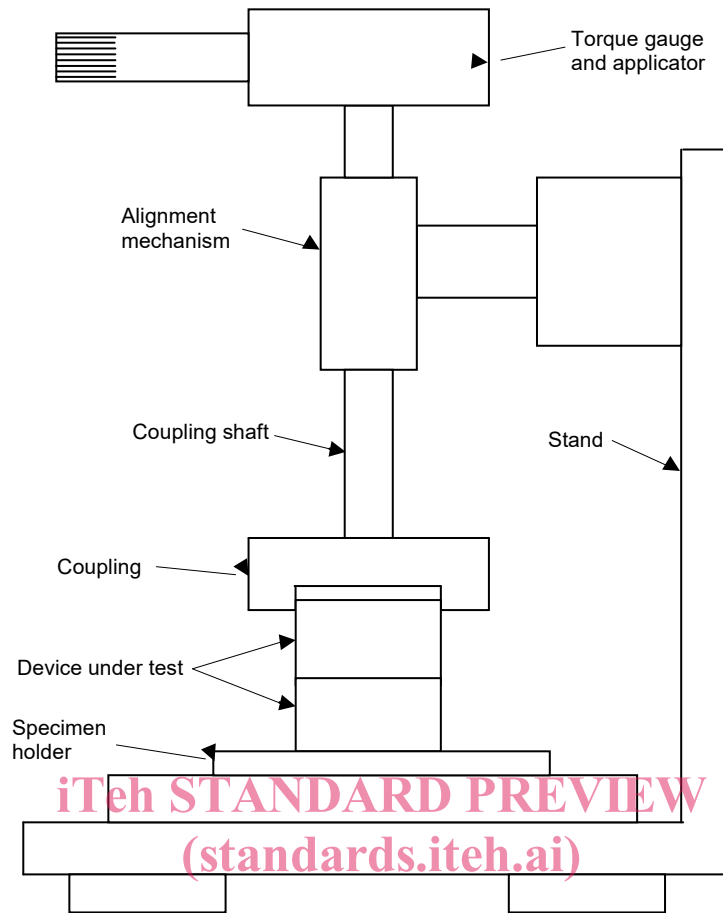 Torque gauge
and applicator
Alignment
mechanism
Coupling shaft
Stand
Coupling
Device under test
Specimen
holder
iTeh STANDARD PREVIEW
(standards.iteh.ai)